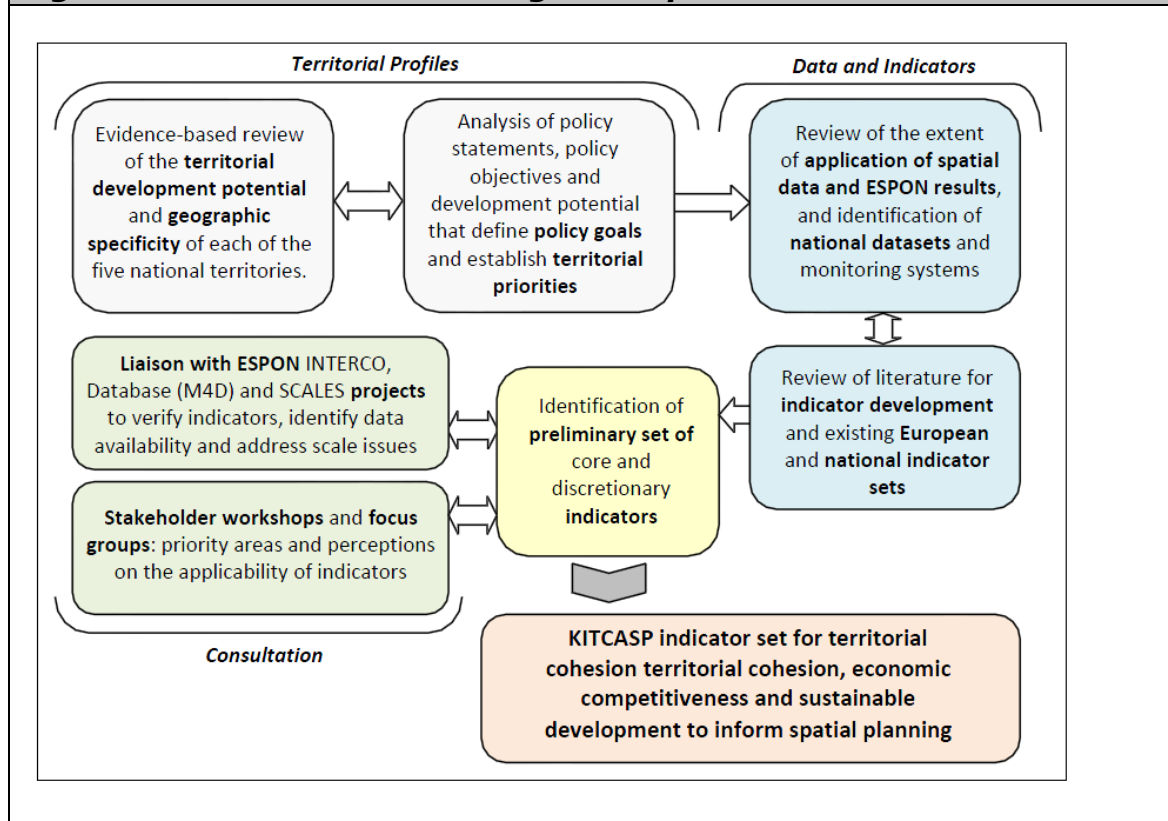 Territorial Profiles
Data and Indicators
Evidence-based review
of the territorial
development potential
and geographic
specificity of each of the
five national territories.
Analysis of policy
statements, policy
objectives and
development potential
that define policy goals
and establish territorial
priorities
Review of the extent
of application of spatial
data and ESPON results,
and identification of
national datasets and
monitoring systems
Liaison with ESPON INTERCO,
Database (M4D) and SCALES projects
to verify indicators, identify data
availability and address scale issues
Identification of
preliminary set of
core and
discretionary
indicators
Review of literature for
indicator development
and existing European
and national indicator
sets
Stakeholder workshops and focus
groups: priority areas and perceptions
on the applicability of indicators
Consultation
KITCASP indicator set for territorial
cohesion territorial cohesion, economic
competitiveness and sustainable
development to inform spatial planning